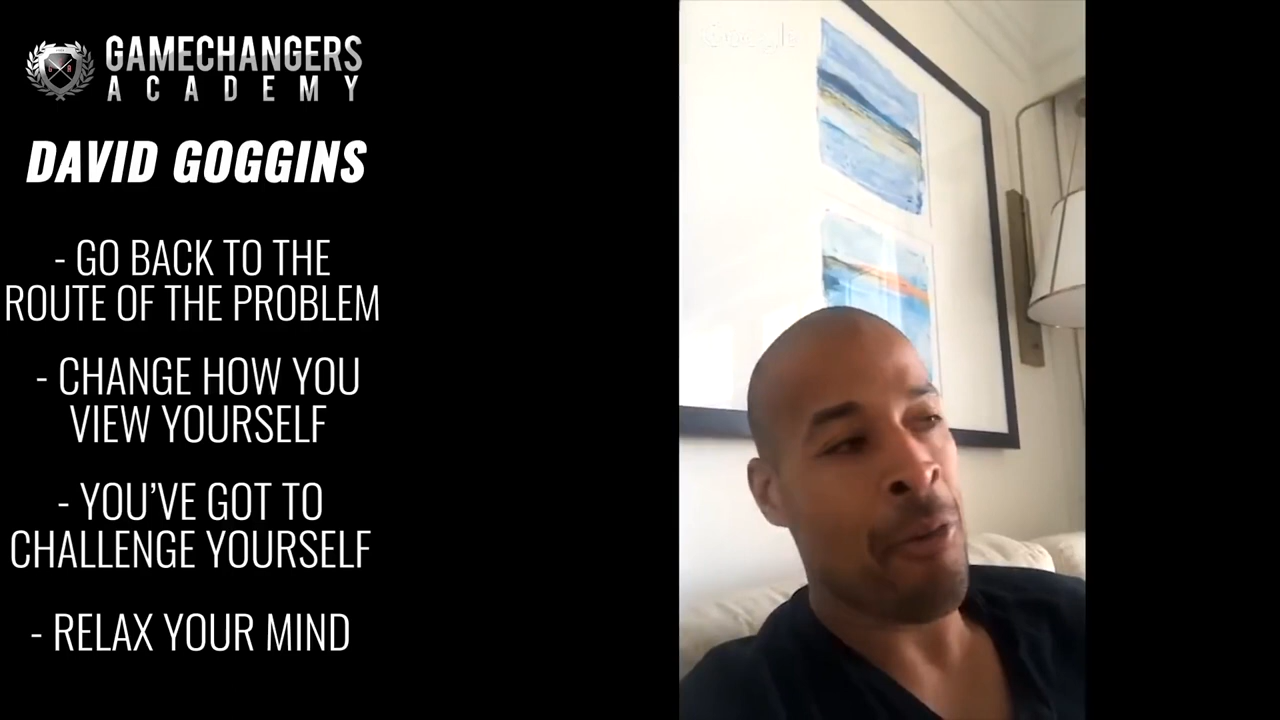 GAMECHANGERS
ACADEMY
DAVID GOGGINS
- GO BACK TO THE
ROUTE OF THE PROBLEM
- CHANGE HOW YOU
VIEW YOURSELF
- YOU'VE GOT TO
CHALLENGE YOURSELF
- RELAX YOUR MIND